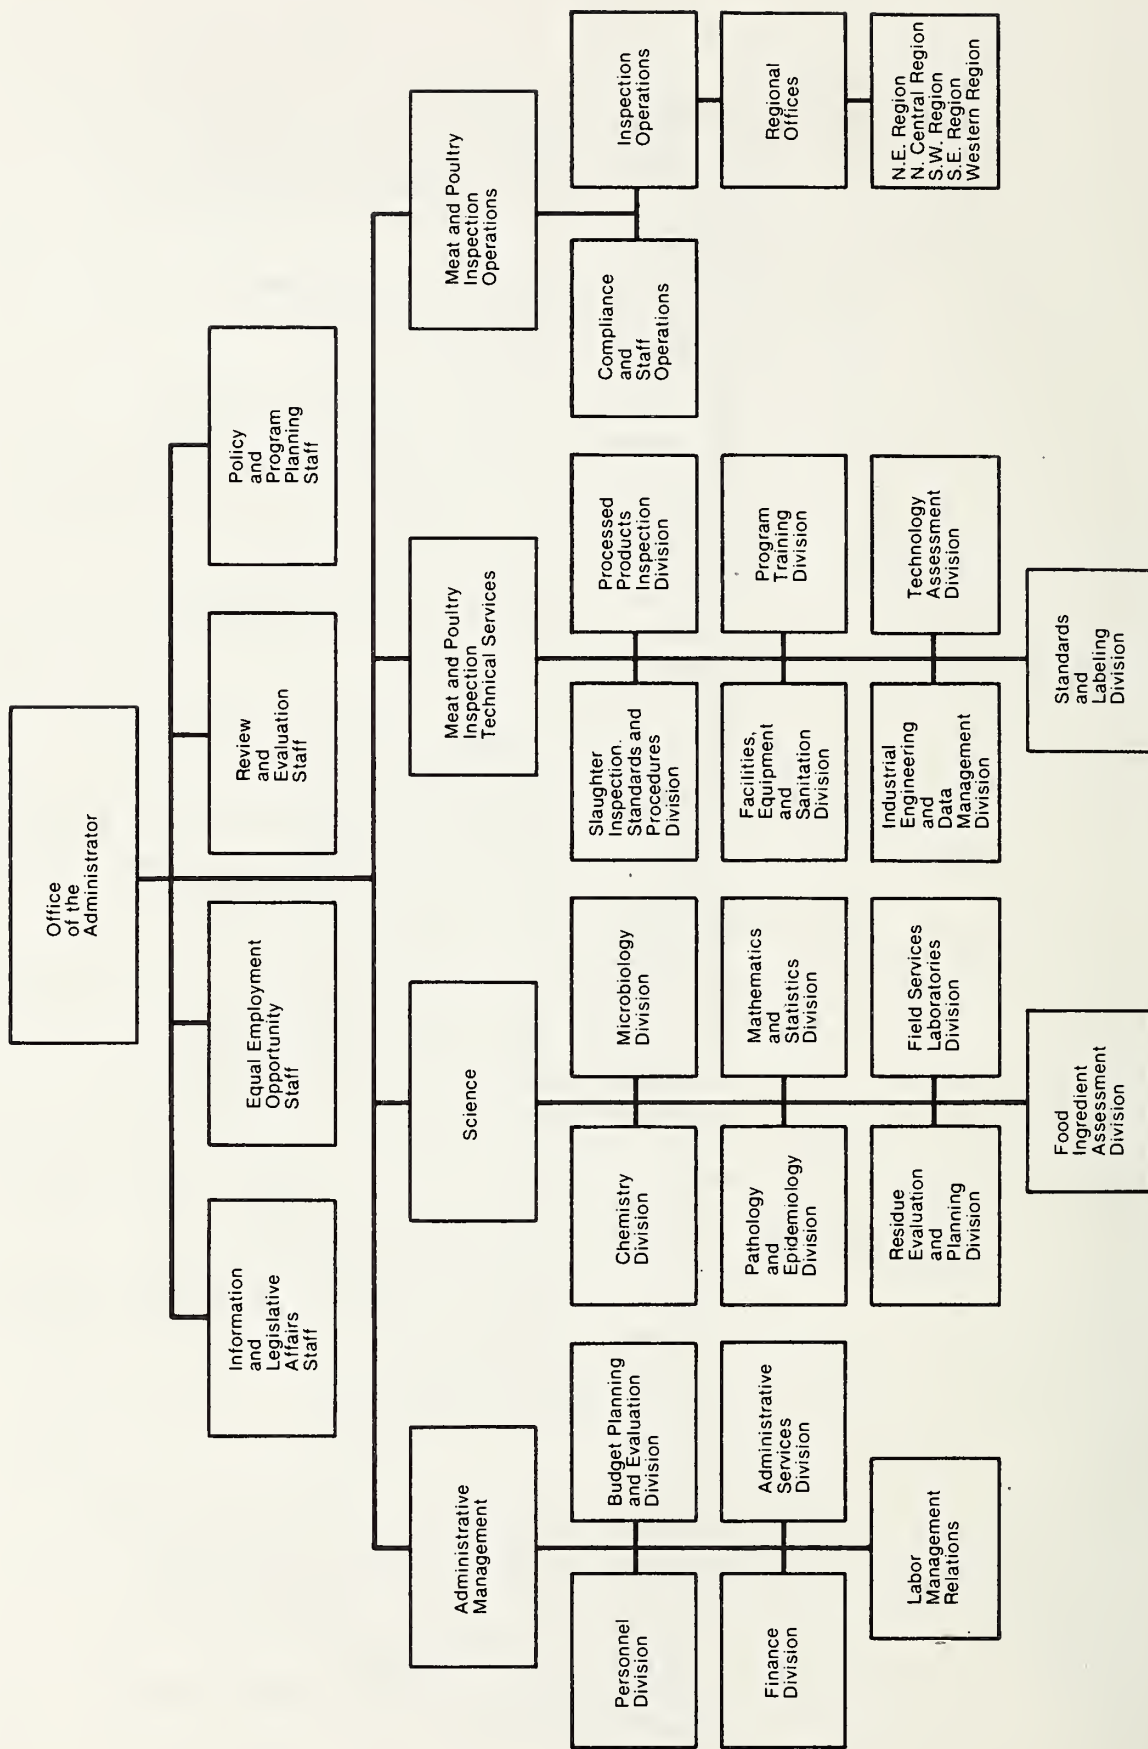 Office
of the
Administrator
Information
and
Legislative
Affairs
Staff
Equal Employment
Opportunity
Staff
Review
and
Evaluation
Staff
Policy
and
Program
Planning
Staff
Administrative
Management
Science
Meat and Poultry
Inspection
Technical Services
Meat and Poultry
Inspection
Operations
Personnel
Division
Budget Planning
and Evaluation
Division
Finance
Division
Administrative
Services
Division
Labor
Management
Relations
Chemistry
Division
Microbiology
Division
Pathology
and
Epidemiology
Division
Mathematics
and
Statistics
Division
Residue
Evaluation
and
Planning
Division
Field Services
Laboratories
Division
Food
Ingredient
Assessment
Division
Slaughter
Inspection.
Standards and
Procedures
Division
Processed
Products
Inspection
Division
Facilities,
Equipment
and
Sanitation
Division
Program
Training
Division
Industrial
Engineering
and
Data
Management
Division
Technology
Assessment
Division
Standards
and
Labeling
Division
Compliance
and
Staff
Operations
Inspection
Operations
Regional
Offices
N.E. Region
N. Central Region
S.W. Region
S.E. Region
Western Region